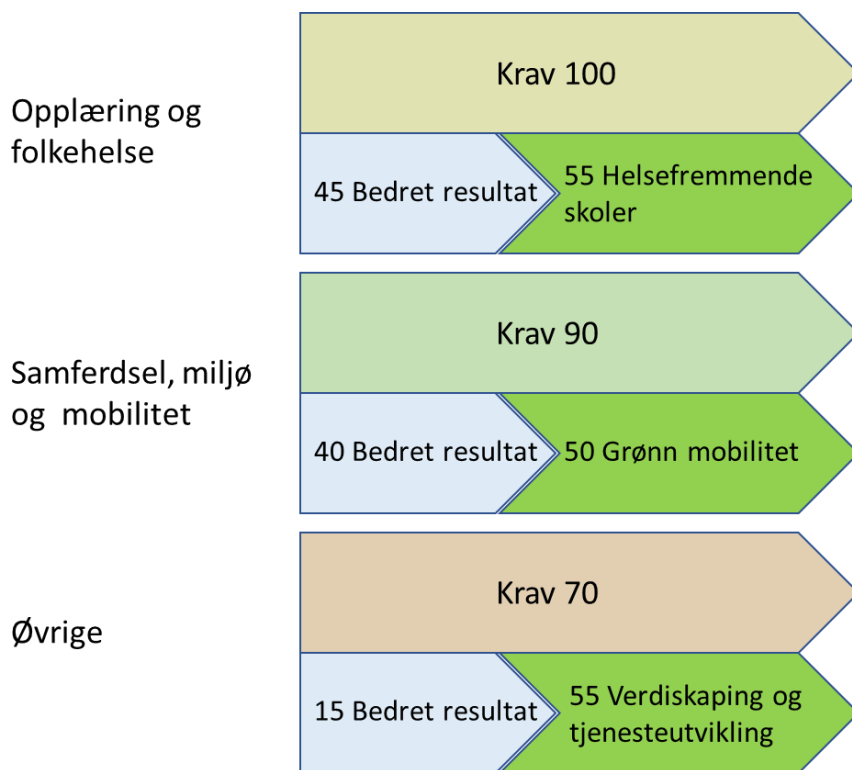 Opplæring og
folkehelse
Krav 100
45 Bedret resultat
55 Helsefremmende
skoler
Samferdsel, miljø
og mobilitet
Krav 90
40 Bedret resultat
50 Grønn mobilitet
Øvrige
Krav 70
15 Bedret resultat
55 Verdiskaping og
tjenesteutvikling